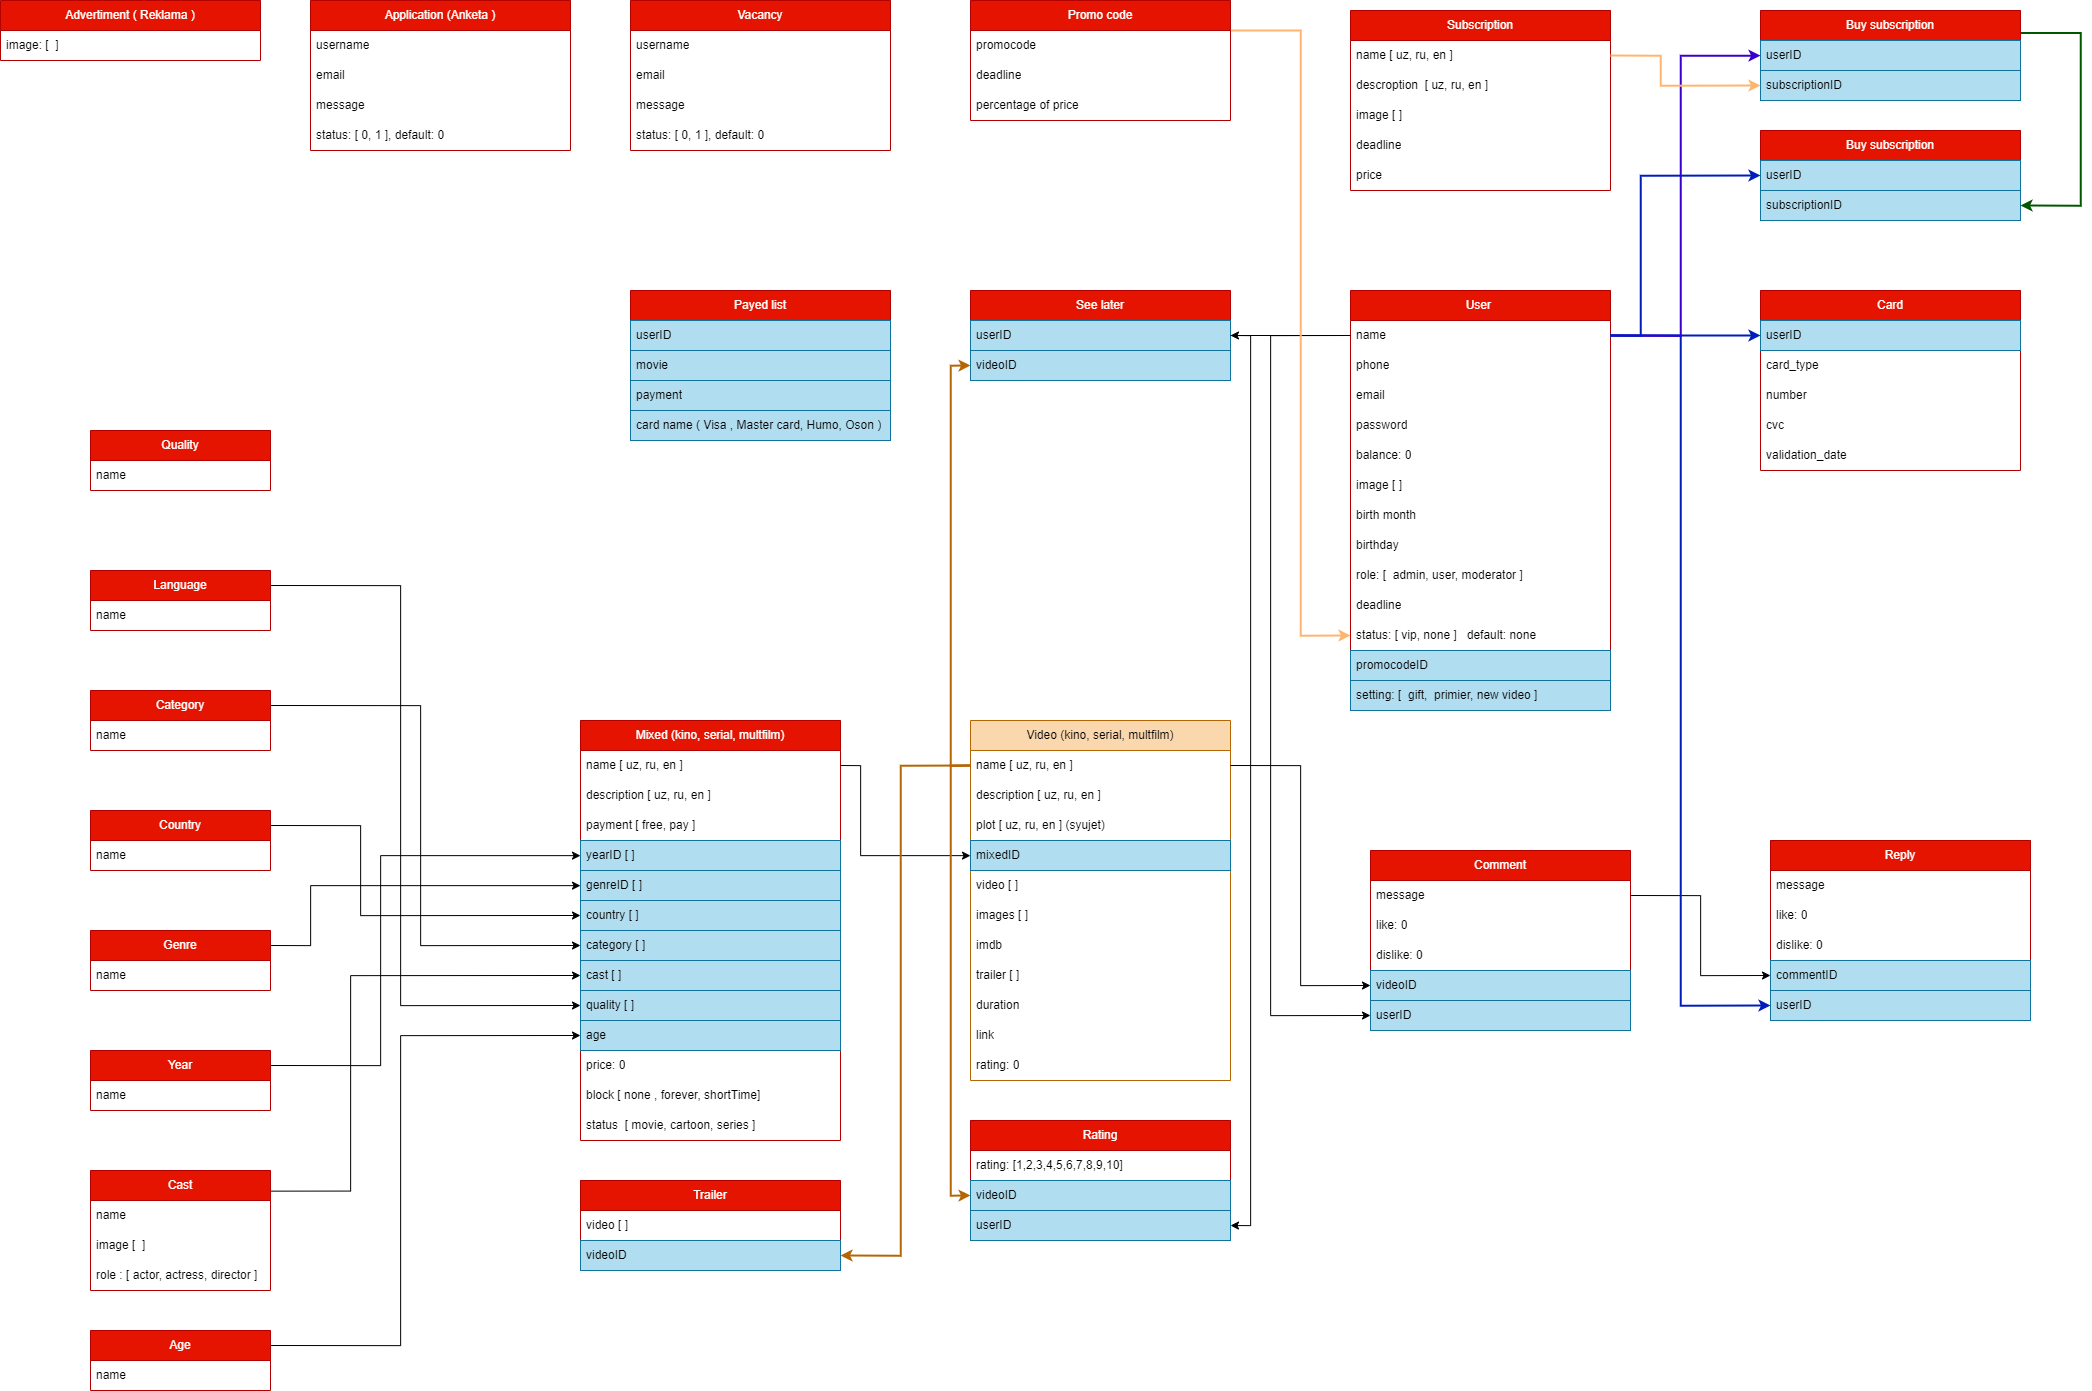 Advertiment ( Reklama )
image: [  ]
Application (Anketa )
username
email
message
status: [ 0, 1 ], default: 0
Vacancy
username
email
message
status: [ 0, 1 ], default: 0
Promo code
promocode
deadline
percentage of price
Subscription
name [ uz, ru, en ]
descroption  [ uz, ru, en ]
image [ ]
deadline
price
Buy subscription
userID
subscriptionID
Buy subscription
userID
subscriptionID
Payed list
userID
movie
payment
card name ( Visa , Master card, Humo, Oson )
See later
userID
videoID
User
name
phone
email
password
balance: 0
image [ ]
birth month
birthday
role: [  admin, user, moderator ]
deadline
status: [ vip, none ]   default: none
promocodeID
setting: [  gift,  primier, new video ]
Card
userID
card_type
number
cvc
validation_date
Quality
name
Language
name
Category
name
Country
name
Genre
name
Year
name
Cast
name
image [  ]
role : [ actor, actress, director ]
Age
name
Mixed (kino, serial, multfilm)
name [ uz, ru, en ]
description [ uz, ru, en ]
payment [ free, pay ]
yearID [ ]
genreID [ ]
country [ ]
category [ ]
cast [ ]
quality [ ]
age
price: 0
block [ none , forever, shortTime]
status  [ movie, cartoon, series ]
Trailer
video [ ]
videoID
Video (kino, serial, multfilm)
name [ uz, ru, en ]
description [ uz, ru, en ]
plot [ uz, ru, en ] (syujet)
mixedID
video [ ]
images [ ]
imdb
trailer [ ]
duration
link
rating: 0
Rating
rating: [1,2,3,4,5,6,7,8,9,10]
videoID
userID
Comment
message
like: 0
dislike: 0
videoID
userID
Reply
message
like: 0
dislike: 0
commentID
userID